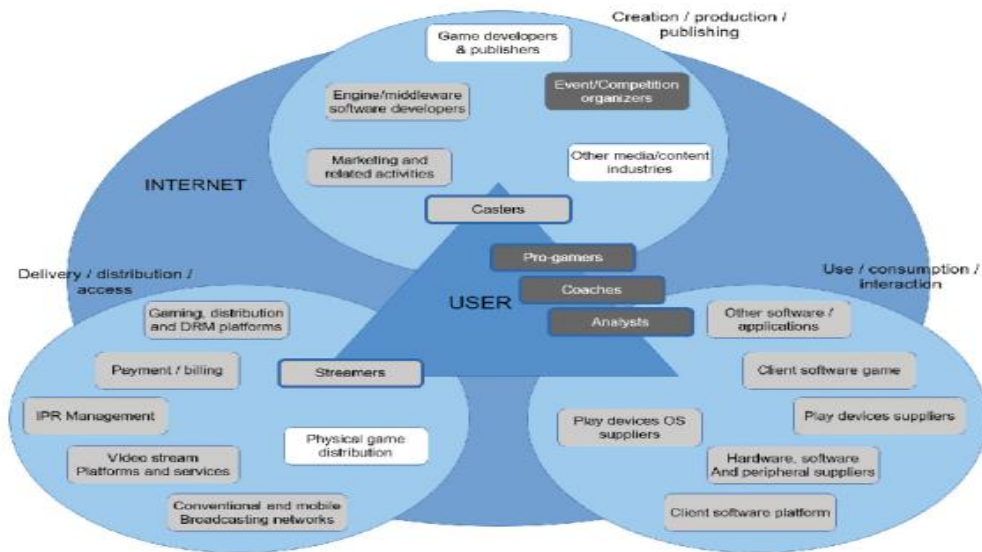 Creation / production /
publishing
Game developers
& publishers
Event/Competition
organizers
Engine/middleware
software developers
Marketing and
related activities
Other media/content
industries
INTERNET
Casters
Pro-gamers
Coaches
Analysts
USER
Streamers
Delivery / distribution /
access
Gaming, distribution
and DRM platforms
Payment / billing
IPR Management
Video stream
Platforms and services
Physical game
distribution
Conventional and mobile
Broadcasting networks
Use / consumption /
interaction
Other software /
applications
Client software game
Play devices OS
suppliers
Play devices suppliers
Hardware, software
And peripheral suppliers
Client software platform